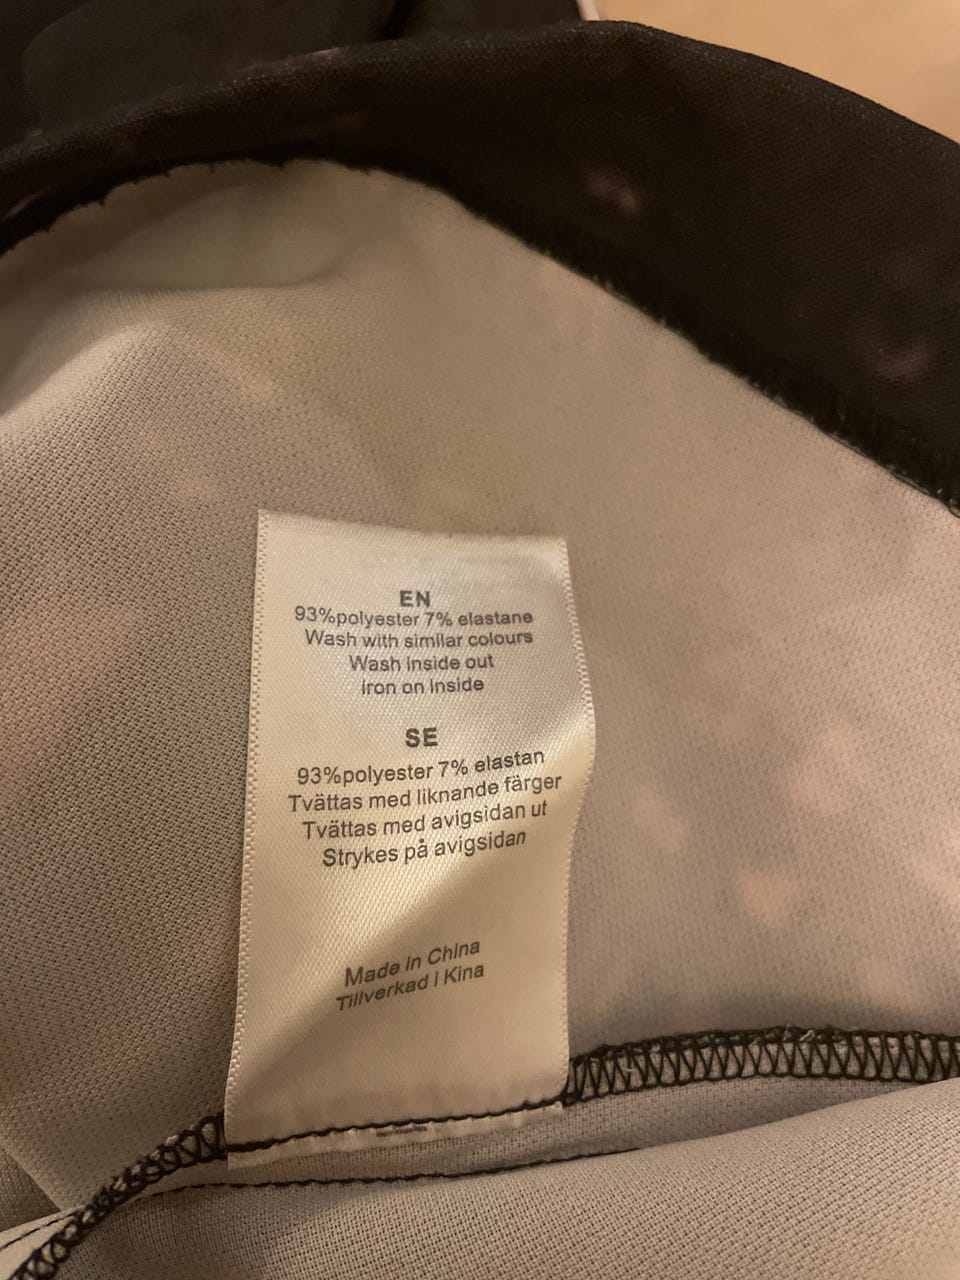 EN
93%polyester 7% elastane
Wash with similar colours
Wash inside out
iron on inside
SE
93%polyester 7% elastan
Tvättas med liknande färger
Tvättas med avigsidan ut
Strykes på avigsidan
Made in China
Tillverkad i Kina